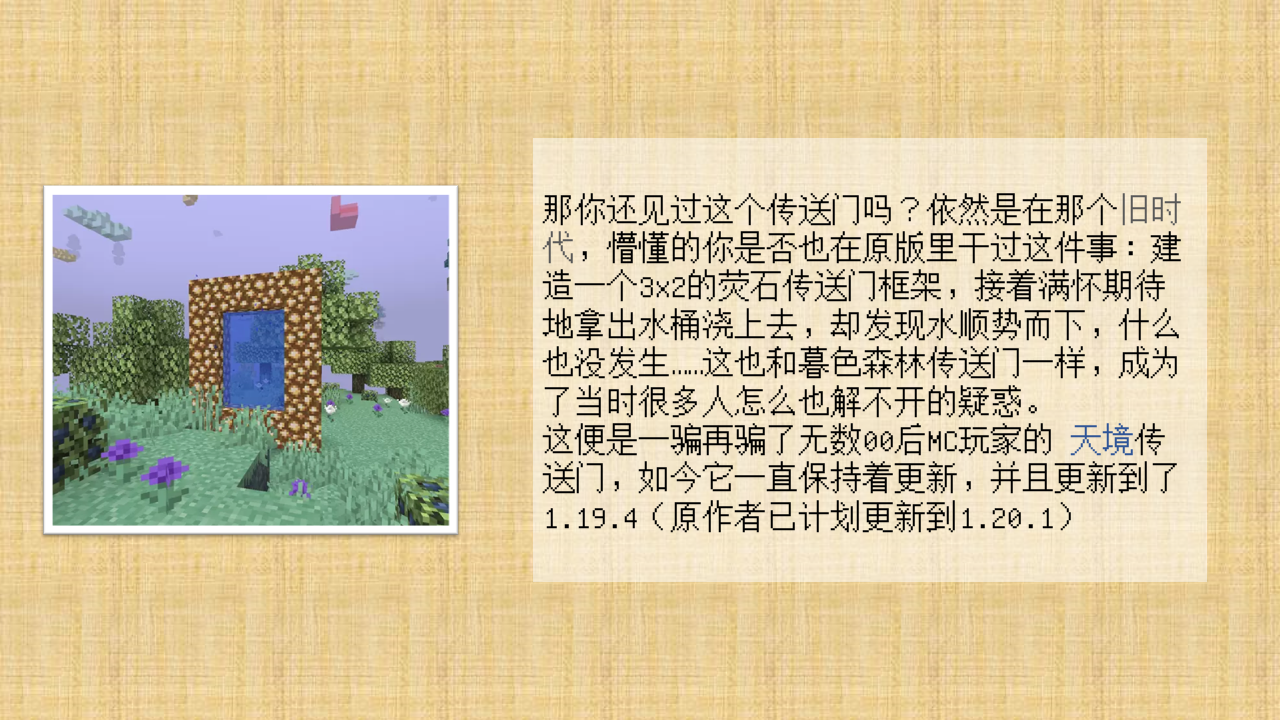 那你还见过这个传送门吗？依然是在那个旧时
代，懵懂的你是否也在原版里干过这件事：建
造一个3x2的荧石传送门框架，接着满怀期待
地拿出水桶浇上去，却发现水顺势而下，什么
也没发生……这也和暮色森林传送门一样，成为
了当时很多人怎么也解不开的疑惑。
这便是一骗再骗了无数00后MC玩家的 天境传
送门，如今它一直保持着更新，并且更新到了
1.19.4（原作者已计划更新到1.20.1）